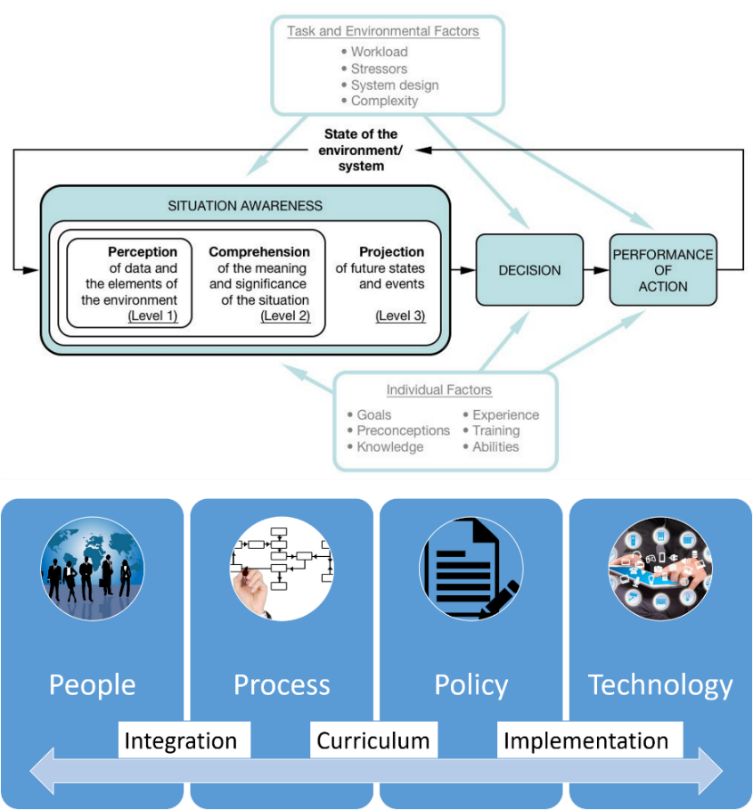 Task and Environmental Factors
• Workload
• Stressors
• System design
• Complexity
State of the
environment/
system
SITUATION AWARENESS
Perception
of data and
the elements of
the environment
(Level 1)
Comprehension
of the meaning
and significance
of the situation
(Level 2)
Projection
of future states
and events
(Level 3)
DECISION
PERFORMANCE
OF
ACTION
Individual Factors
• Goals
• Preconceptions
• Knowledge
• Experience
• Training
• Abilities
People
Process
Policy
Technology
Integration
Curriculum
Implementation